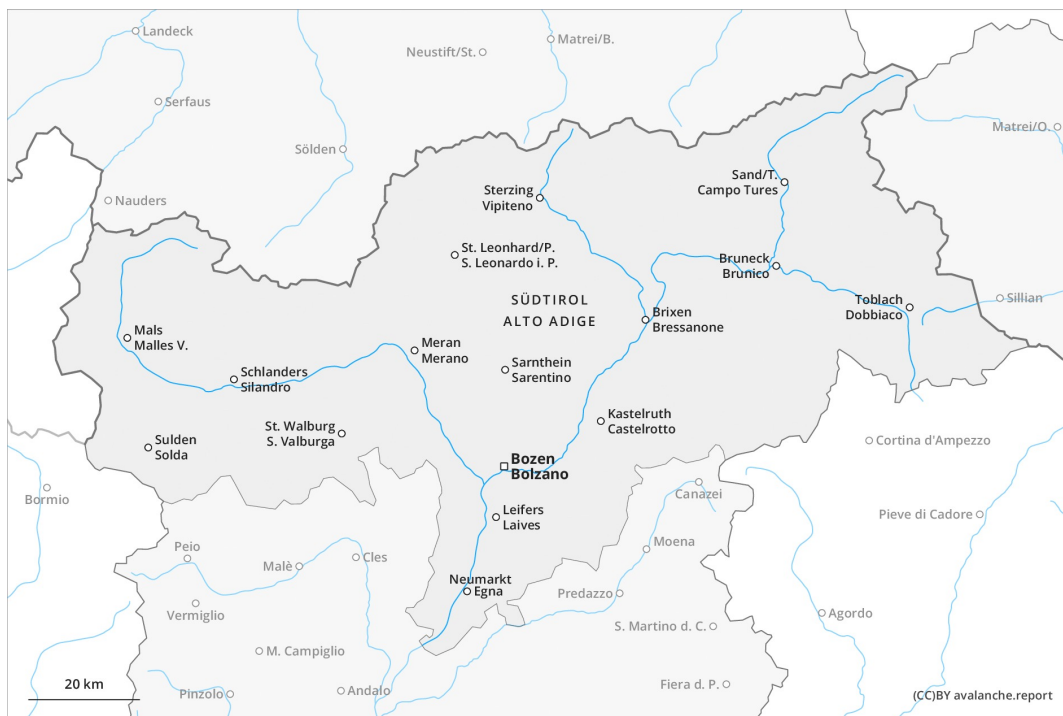 Landeck
Neustift/St.
Matrei/B.
Serfaus
Sölden
Matrei/O.
Nauders
Sterzing
Vipiteno
Sand/T.
Campo Tures
St. Leonhard/P.
S. Leonardo i. P.
Bruneck
Brunico
SÜDTIROL
ALTO ADIGE
Toblach
Dobbiaco
Sillian
Brixen
Bressanone
Mals
Malles V.
Meran
Merano
Sarnthein
Sarentino
Schlanders
Silandro
Kastelruth
Castelrotto
St. Walburg
S. Valburga
Sulden
Solda
Cortina d'Ampezzo
Bozen
Bolzano
Bormio
Canazei
Leifers
Laives
Pieve di Cadore
Peio
Malè
Cles
Moena
Neumarkt
Egna
Predazzo
Vermiglio
Agordo
S. Martino d. C.
M. Campiglio
20 km
Pinzolo
Andalo
Fiera d. P.
(CC)BY avalanche.report